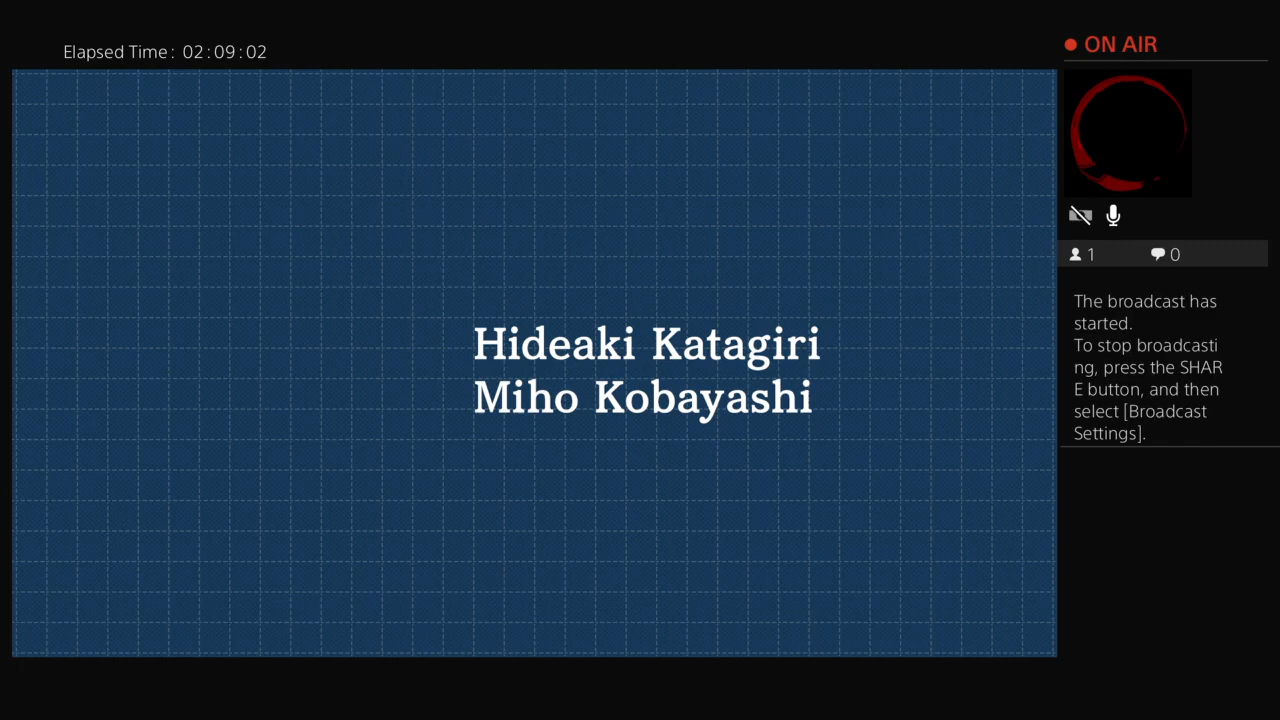 Elapsed Time: 02:09:02
ON AIR
Hideaki Katagiri
Miho Kobayashi
1
0
The broadcast has
started.
To stop broadcasti
ng, press the SHAR
E button, and then
select [Broadcast
Settings].